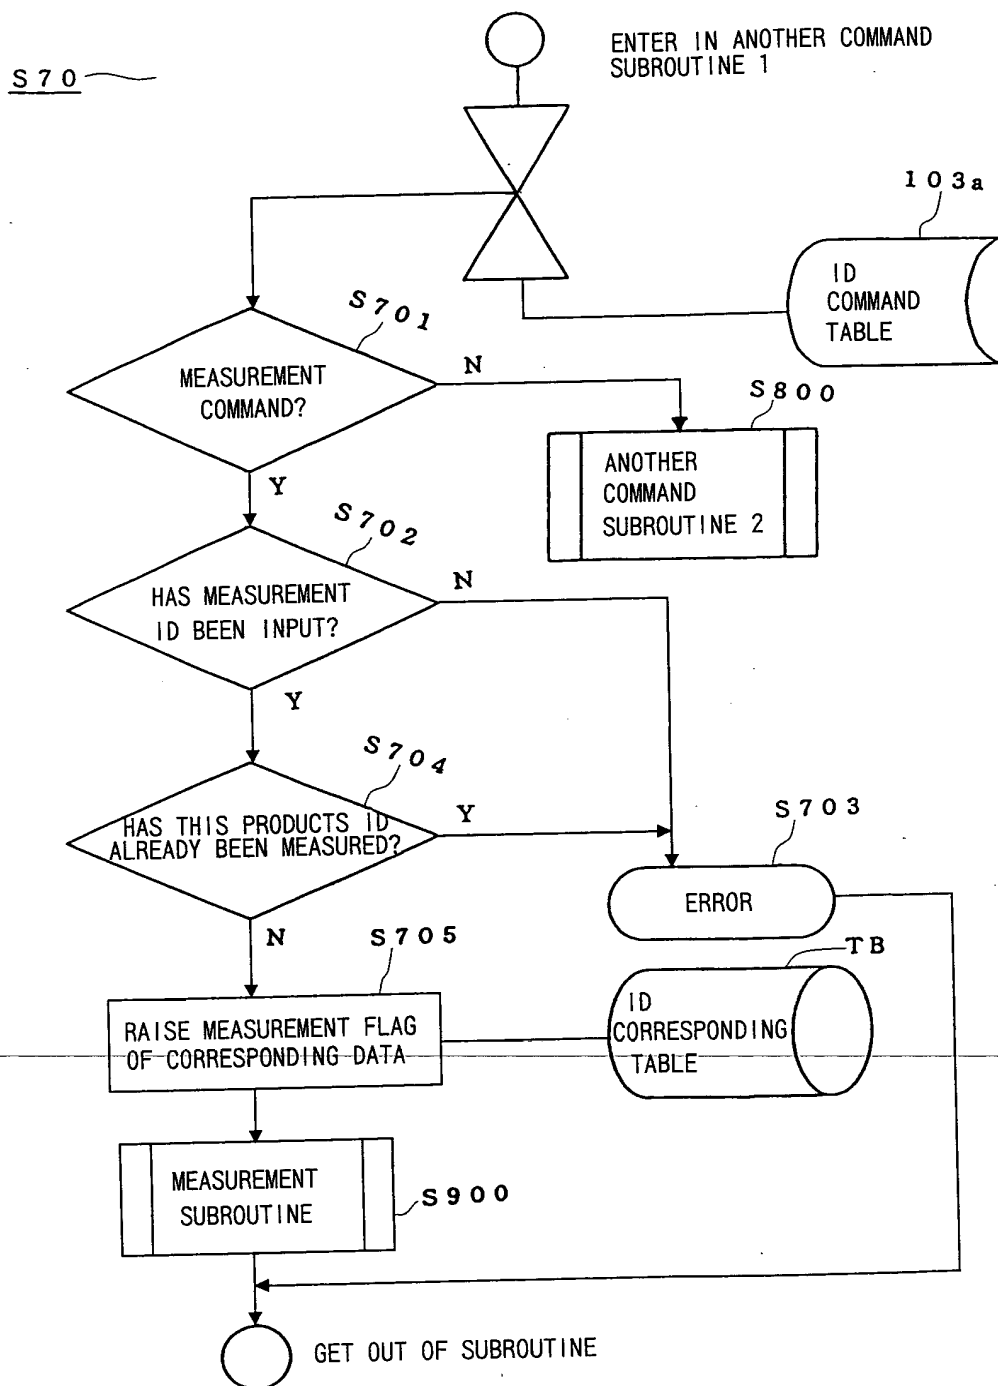 ENTER IN ANOTHER COMMAND
SUBROUTINE 1
S70
103a
ID
COMMAND
TABLE
S701
MEASUREMENT
COMMAND?
N
Y
S800
ANOTHER
COMMAND
SUBROUTINE 2
S702
HAS MEASUREMENT
ID BEEN INPUT?
N
Y
S704
HAS THIS PRODUCTS ID
ALREADY BEEN MEASURED?
Y
N
S703
ERROR
S705
RAISE MEASUREMENT FLAG
OF CORRESPONDING DATA
TB
ID
CORRESPONDING
TABLE
MEASUREMENT
SUBROUTINE
S900
GET OUT OF SUBROUTINE